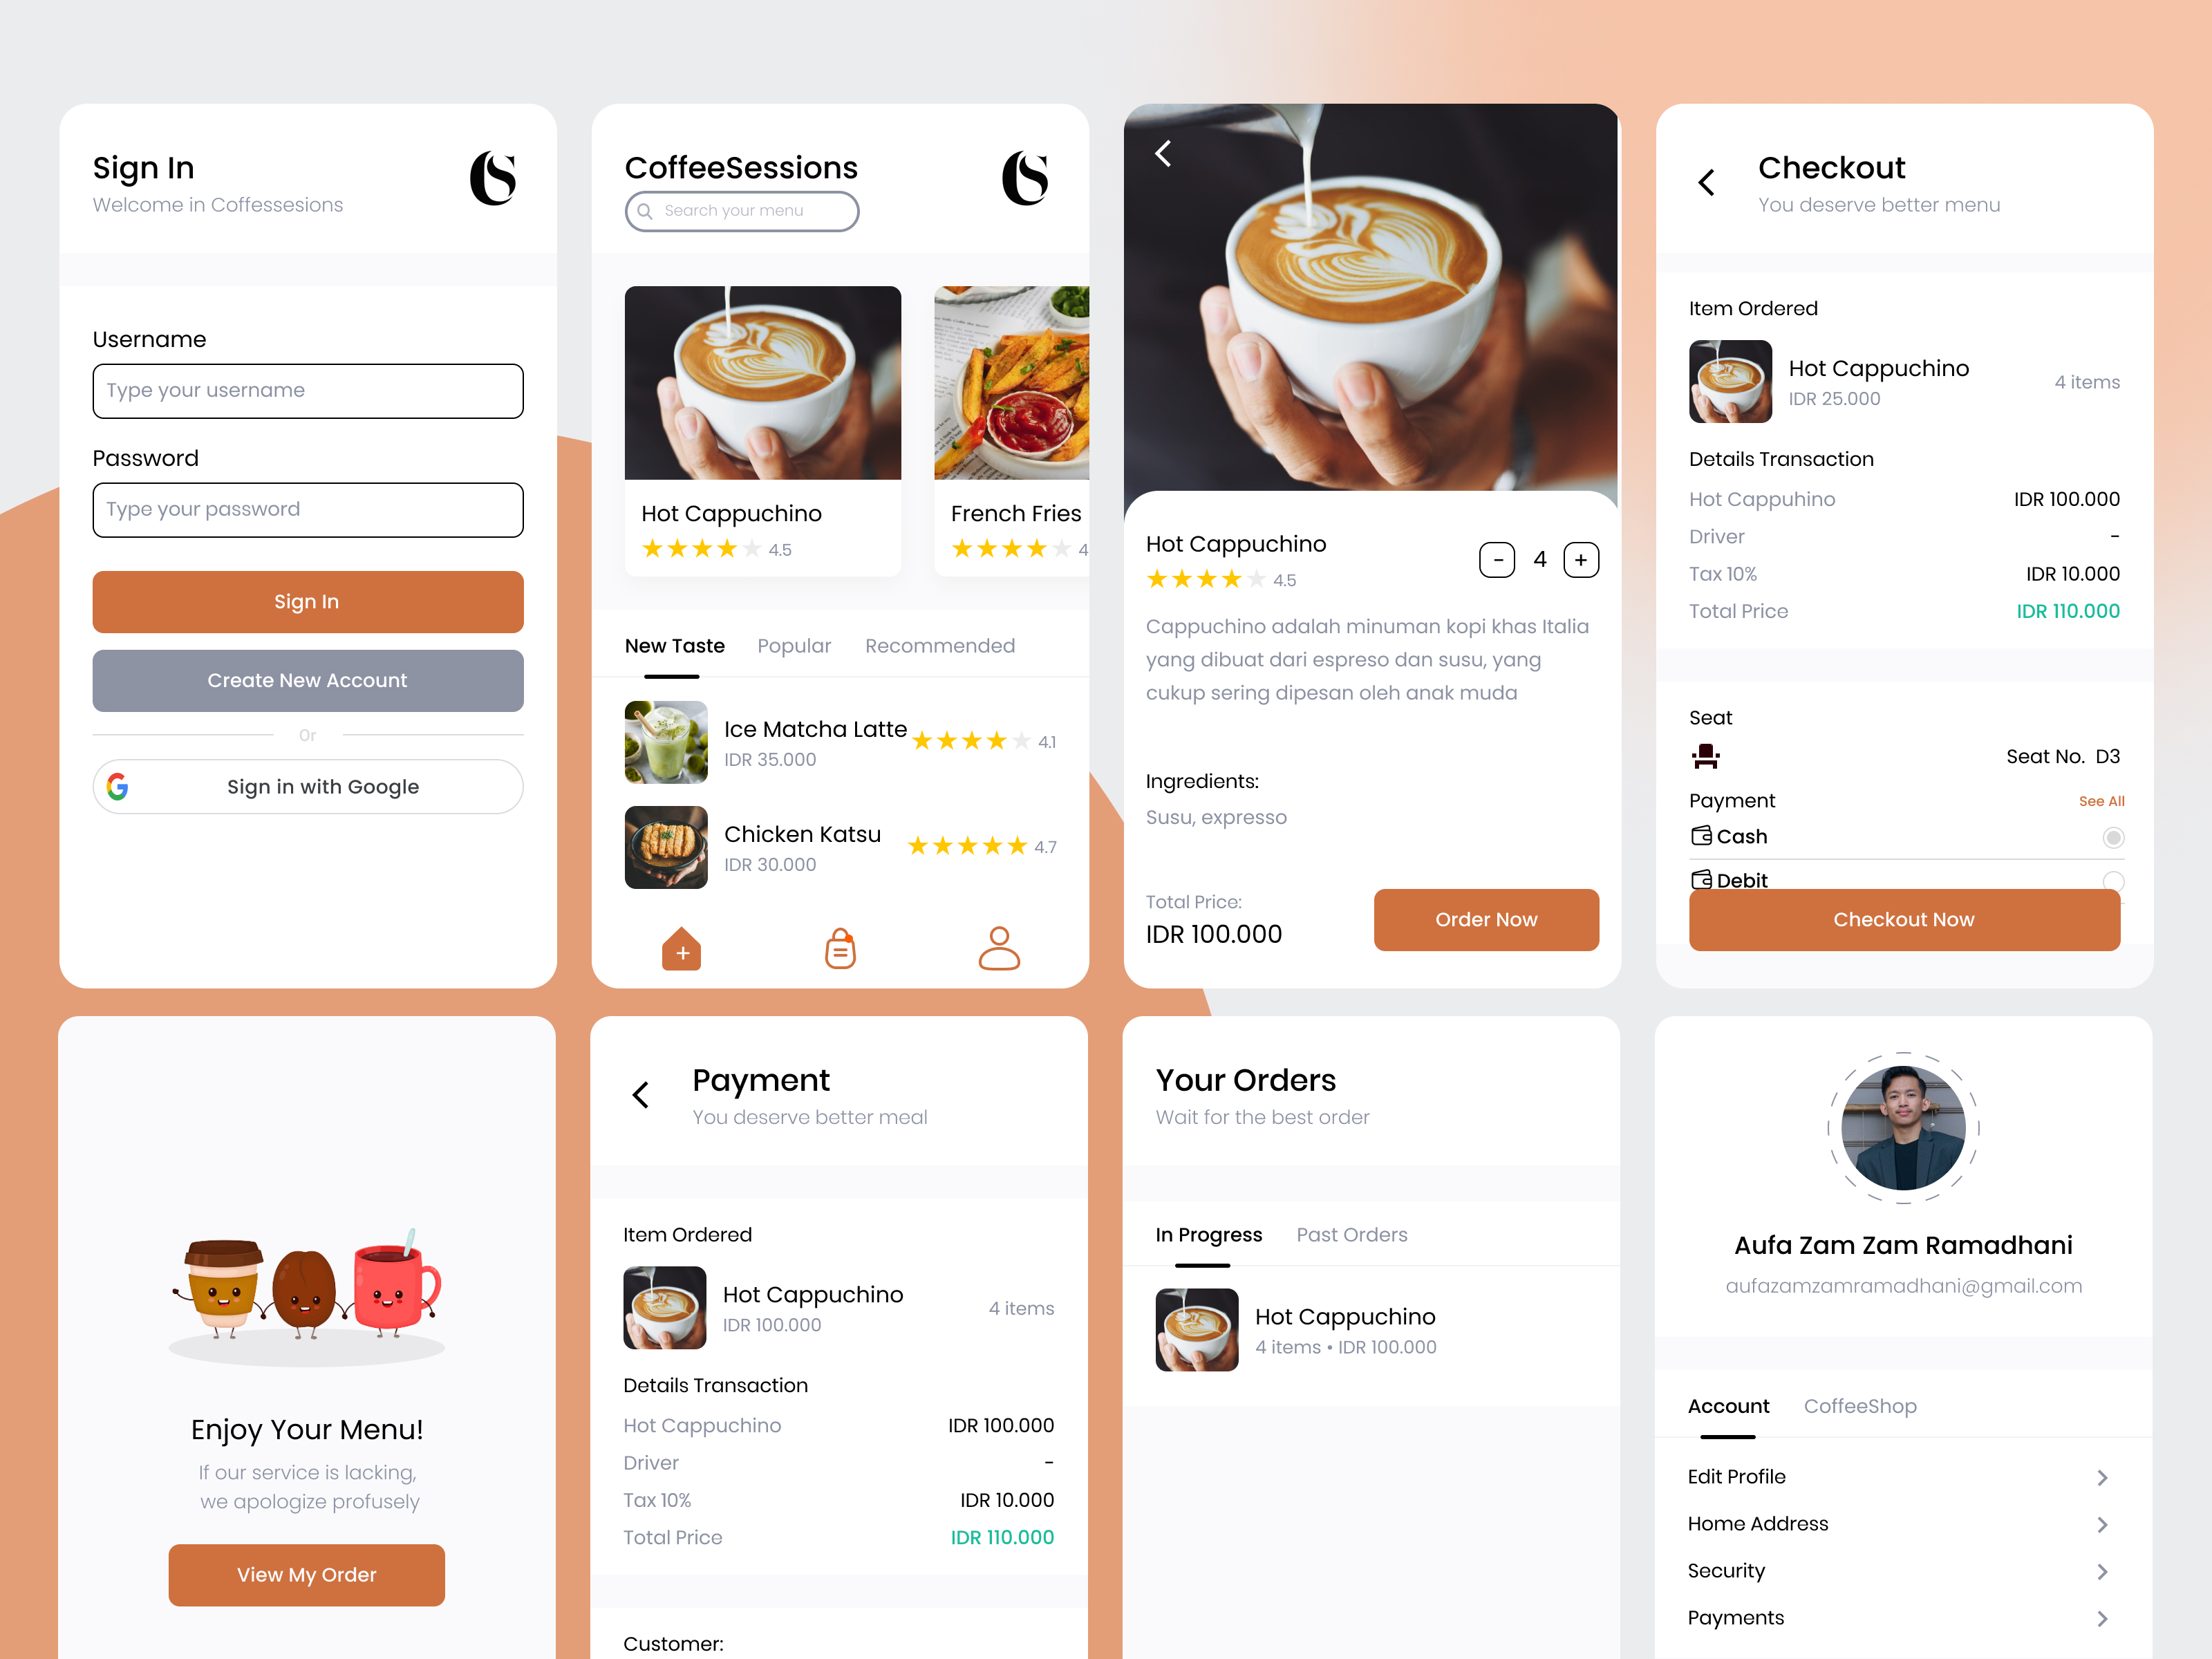 Sign In
Welcome in Coffessesions
Username
Type your username
Password
Type your password
Sign In
Create New Account
Or
Sign in with Google
CoffeeSessions
Search your menu
Hot Cappuchino
4.5
French Fries
4
New Taste
Popular
Recommended
Ice Matcha Latte
4.1
IDR 35.000
Chicken Katsu
4.7
IDR 30.000
Hot Cappuchino
4.5
- 4 +
Cappuchino adalah minuman kopi khas Italia
yang dibuat dari espreso dan susu, yang
cukup sering dipesan oleh anak muda
Ingredients:
Susu, expresso
Total Price:
IDR 100.000
Order Now
Checkout
You deserve better menu
Item Ordered
Hot Cappuchino
IDR 25.000
4 items
Details Transaction
Hot Cappuhino IDR 100.000
Driver -
Tax 10% IDR 10.000
Total Price IDR 110.000
Seat
Seat No. D3
Payment See All
Cash
Debit
Checkout Now
Enjoy Your Menu!
If our service is lacking,
we apologize profusely
View My Order
Payment
You deserve better meal
Item Ordered
Hot Cappuchino
IDR 100.000
4 items
Details Transaction
Hot Cappuchino IDR 100.000
Driver -
Tax 10% IDR 10.000
Total Price IDR 110.000
Customer:
Your Orders
Wait for the best order
In Progress
Past Orders
Hot Cappuchino
4 items • IDR 100.000
Aufa Zam Zam Ramadhani
aufazamzamramadhani@gmail.com
Account
CoffeeShop
Edit Profile
Home Address
Security
Payments